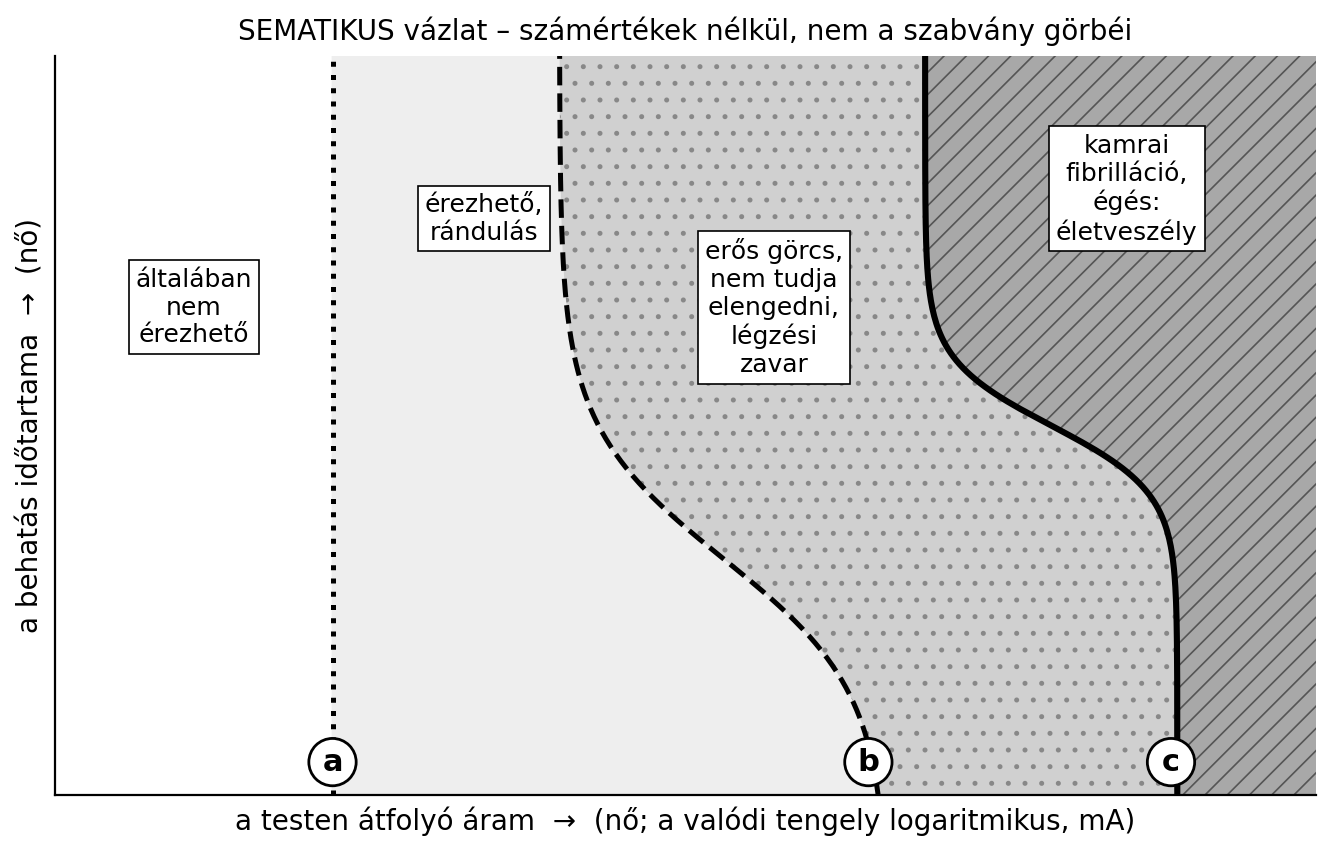 SEMATIKUS vázlat – számértékek nélkül, nem a szabvány görbéi
a behatás időtartama → (nő)
általában
nem
érezhető
érezhető,
rándulás
erős görcs,
nem tudja
elengedni,
légzési
zavar
kamrai
fibrilláció,
égés:
életveszély
a
b
c
a testen átfolyó áram → (nő; a valódi tengely logaritmikus, mA)